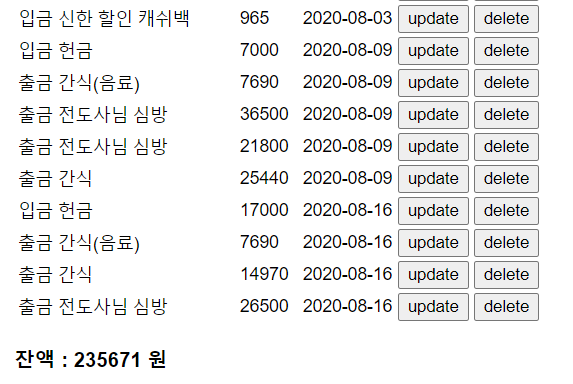 입금 신한 할인 캐쉬백 965 2020-08-03 update delete
입금 헌금 7000 2020-08-09 update delete
출금 간식(음료) 7690 2020-08-09 update delete
출금 전도사님 심방 36500 2020-08-09 update delete
출금 전도사님 심방 21800 2020-08-09 update delete
출금 간식 25440 2020-08-09 update delete
입금 헌금 17000 2020-08-16 update delete
출금 간식(음료) 7690 2020-08-16 update delete
출금 간식 14970 2020-08-16 update delete
출금 전도사님 심방 26500 2020-08-16 update delete
잔액 : 235671 원